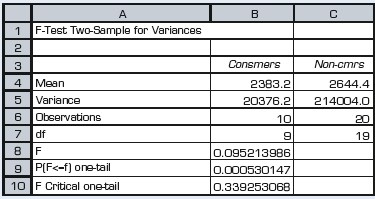 A B C
1 F-Test Two-Sample for Variances
2
3 Consmers Non-cmrs
4 Mean 2383.2 2644.4
5 Variance 20376.2 214004.0
6 Observations 10 20
7 df 9 19
8 F 0.095213986
9 P(F<=f) one-tail 0.000530147
10 F Critical one-tail 0.339253068